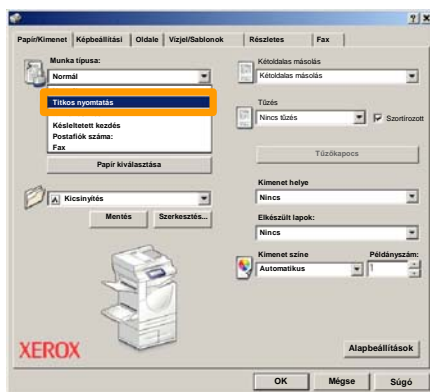 Papír/Kimenet Képbeállítási Oldale Vízjel/Sablonok Részletes Fax
Munka típusa:
Normál
Titkos nyomtatás
Késleltetett kezdés
Postafiók száma:
Fax
Papír kiválasztása
Kicsinyítés
Mentés Szerkesztés...
XEROX
Kétoldalas másolás
Kétoldalas másolás
Tűzés
Nincs tűzés Szortírozott
Tűzőkapocs
Kimenet helye
Nincs
Elkészült lapok:
Nincs
Kimenet színe Példányszám:
Automatikus 1
Alapbeállítások
OK Mégse Súgó